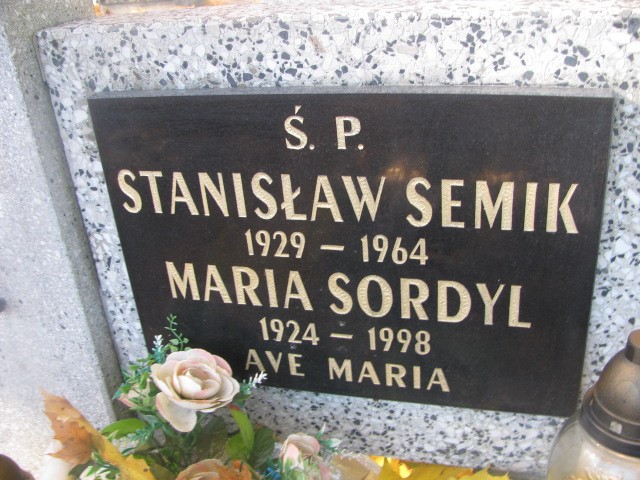 Ś. P.
STANISŁAW SEMIK
1929 – 1964
MARIA SORDYL
1924 – 1998
AVE MARIA